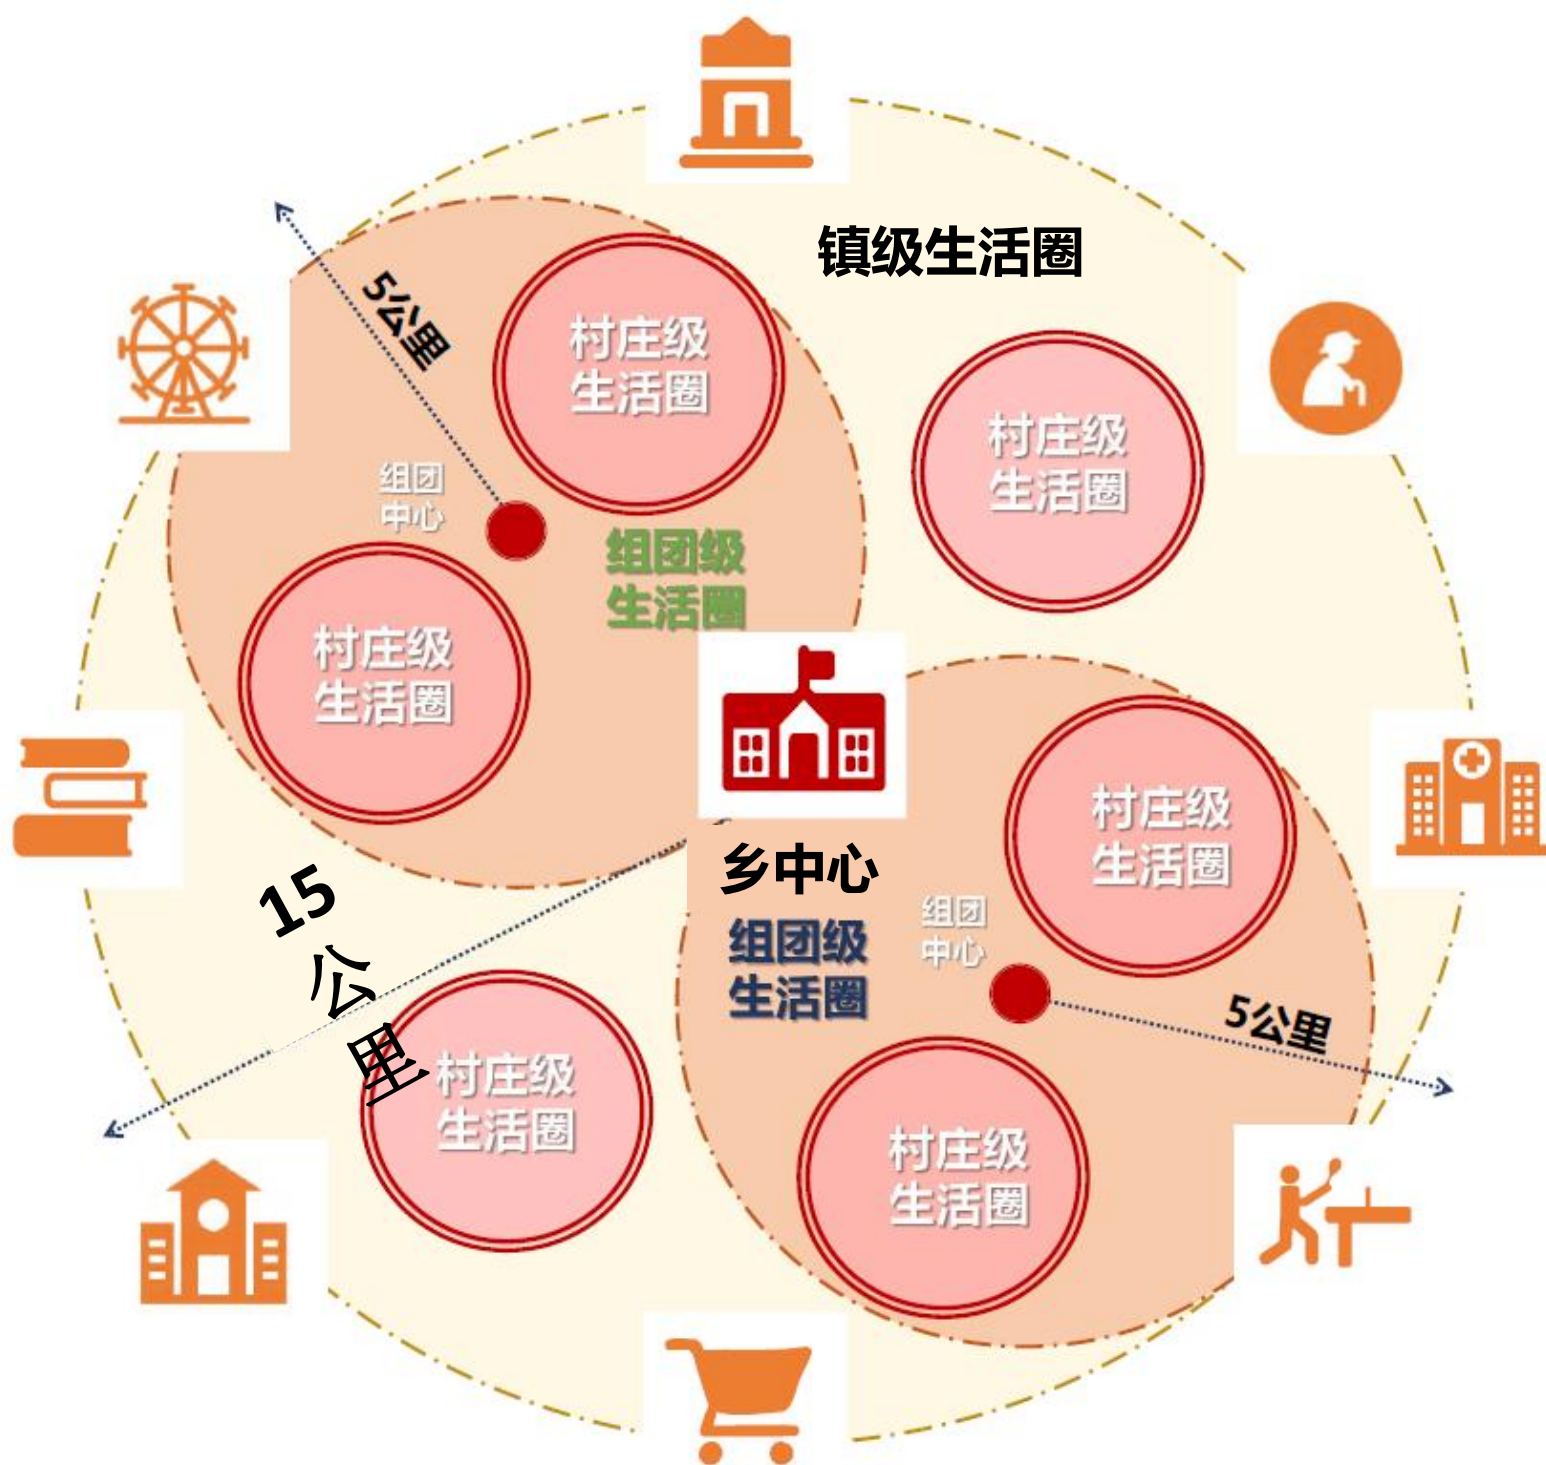 镇级生活圈
5公里
村庄级
生活圈
村庄级
生活圈
组团
中心
组团级
生活圈
村庄级
生活圈
村庄级
生活圈
乡中心
15
公
里
组团
中心
组团级
生活圈
5公里
村庄级
生活圈
村庄级
生活圈